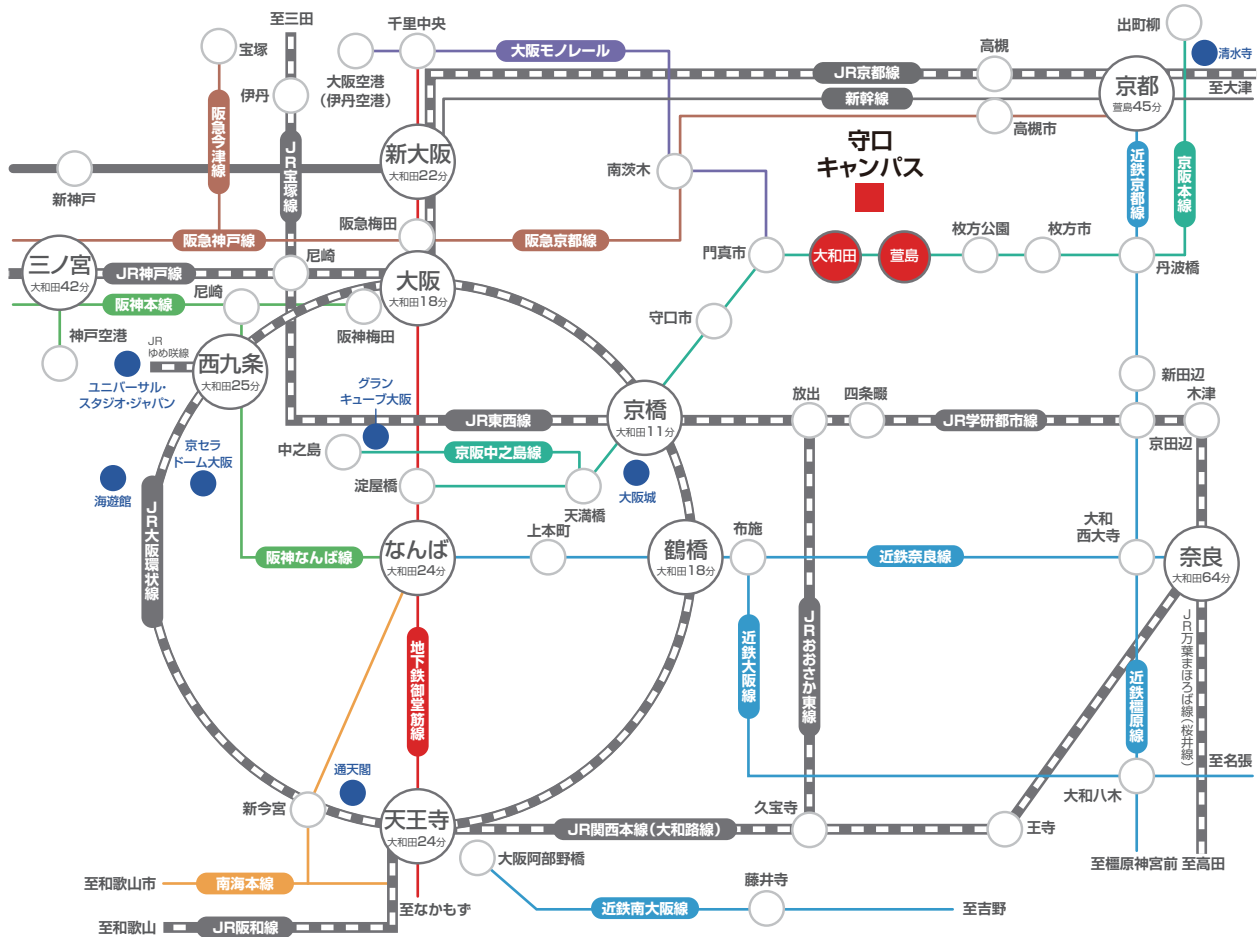 至三田
千里中央
出町柳
宝塚
大阪モノレール
高槻
清水寺
大阪空港
(伊丹空港)
JR京都線
京都
萱島45分
至大津
伊丹
新幹線
阪急今津線
高槻市
守口
キャンパス
JR宝塚線
新大阪
大和田22分
近鉄京都線
京阪本線
新神戸
南茨木
阪急梅田
枚方公園
枚方市
阪急神戸線
阪急京都線
門真市
大和田
萱島
丹波橋
三ノ宮
大和田42分
JR神戸線
尼崎
大阪
大和田18分
尼崎
阪神本線
守口市
神戸空港
JR
ゆめ咲線
阪神梅田
西九条
大和田25分
新田辺
ユニバーサル・
スタジオ・ジャパン
グラン
キューブ大阪
京橋
大和田11分
放出
四条畷
木津
JR東西線
JR学研都市線
京田辺
京セラ
ドーム大阪
中之島
京阪中之島線
海遊館
淀屋橋
天満橋
大阪城
JR大阪環状線
上本町
布施
大和
西大寺
阪神なんば線
なんば
大和田24分
鶴橋
大和田18分
近鉄奈良線
奈良
大和田64分
地下鉄御堂筋線
近鉄大阪線
JRおおさか東線
近鉄橿原線
JR万葉まほろば線(桜井線)
至名張
通天閣
大和八木
新今宮
天王寺
大和田24分
久宝寺
JR関西本線(大和路線)
王寺
大阪阿部野橋
至橿原神宮前
至高田
至和歌山市
南海本線
藤井寺
至なかもず
近鉄南大阪線
至吉野
至和歌山
JR阪和線